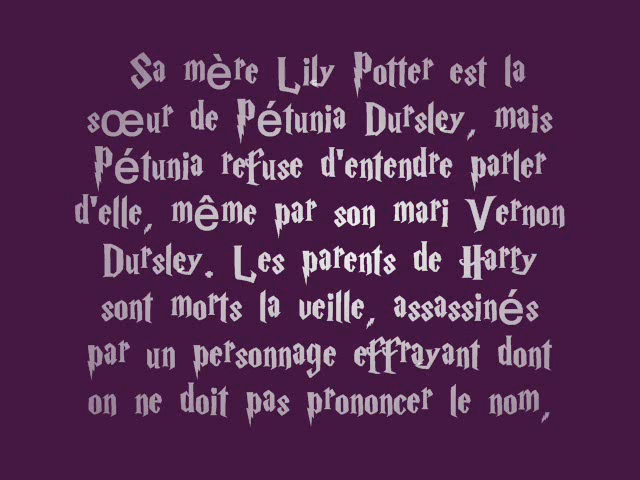 Sa mère Lily Potter est la
sœur de Pétunia Dursley, mais
Pétunia refuse d'entendre parler
d'elle, même par son mari Vernon
Dursley. Les parents de Harry
sont morts la veille, assassinés
par un personnage effrayant dont
on ne doit pas prononcer le nom,